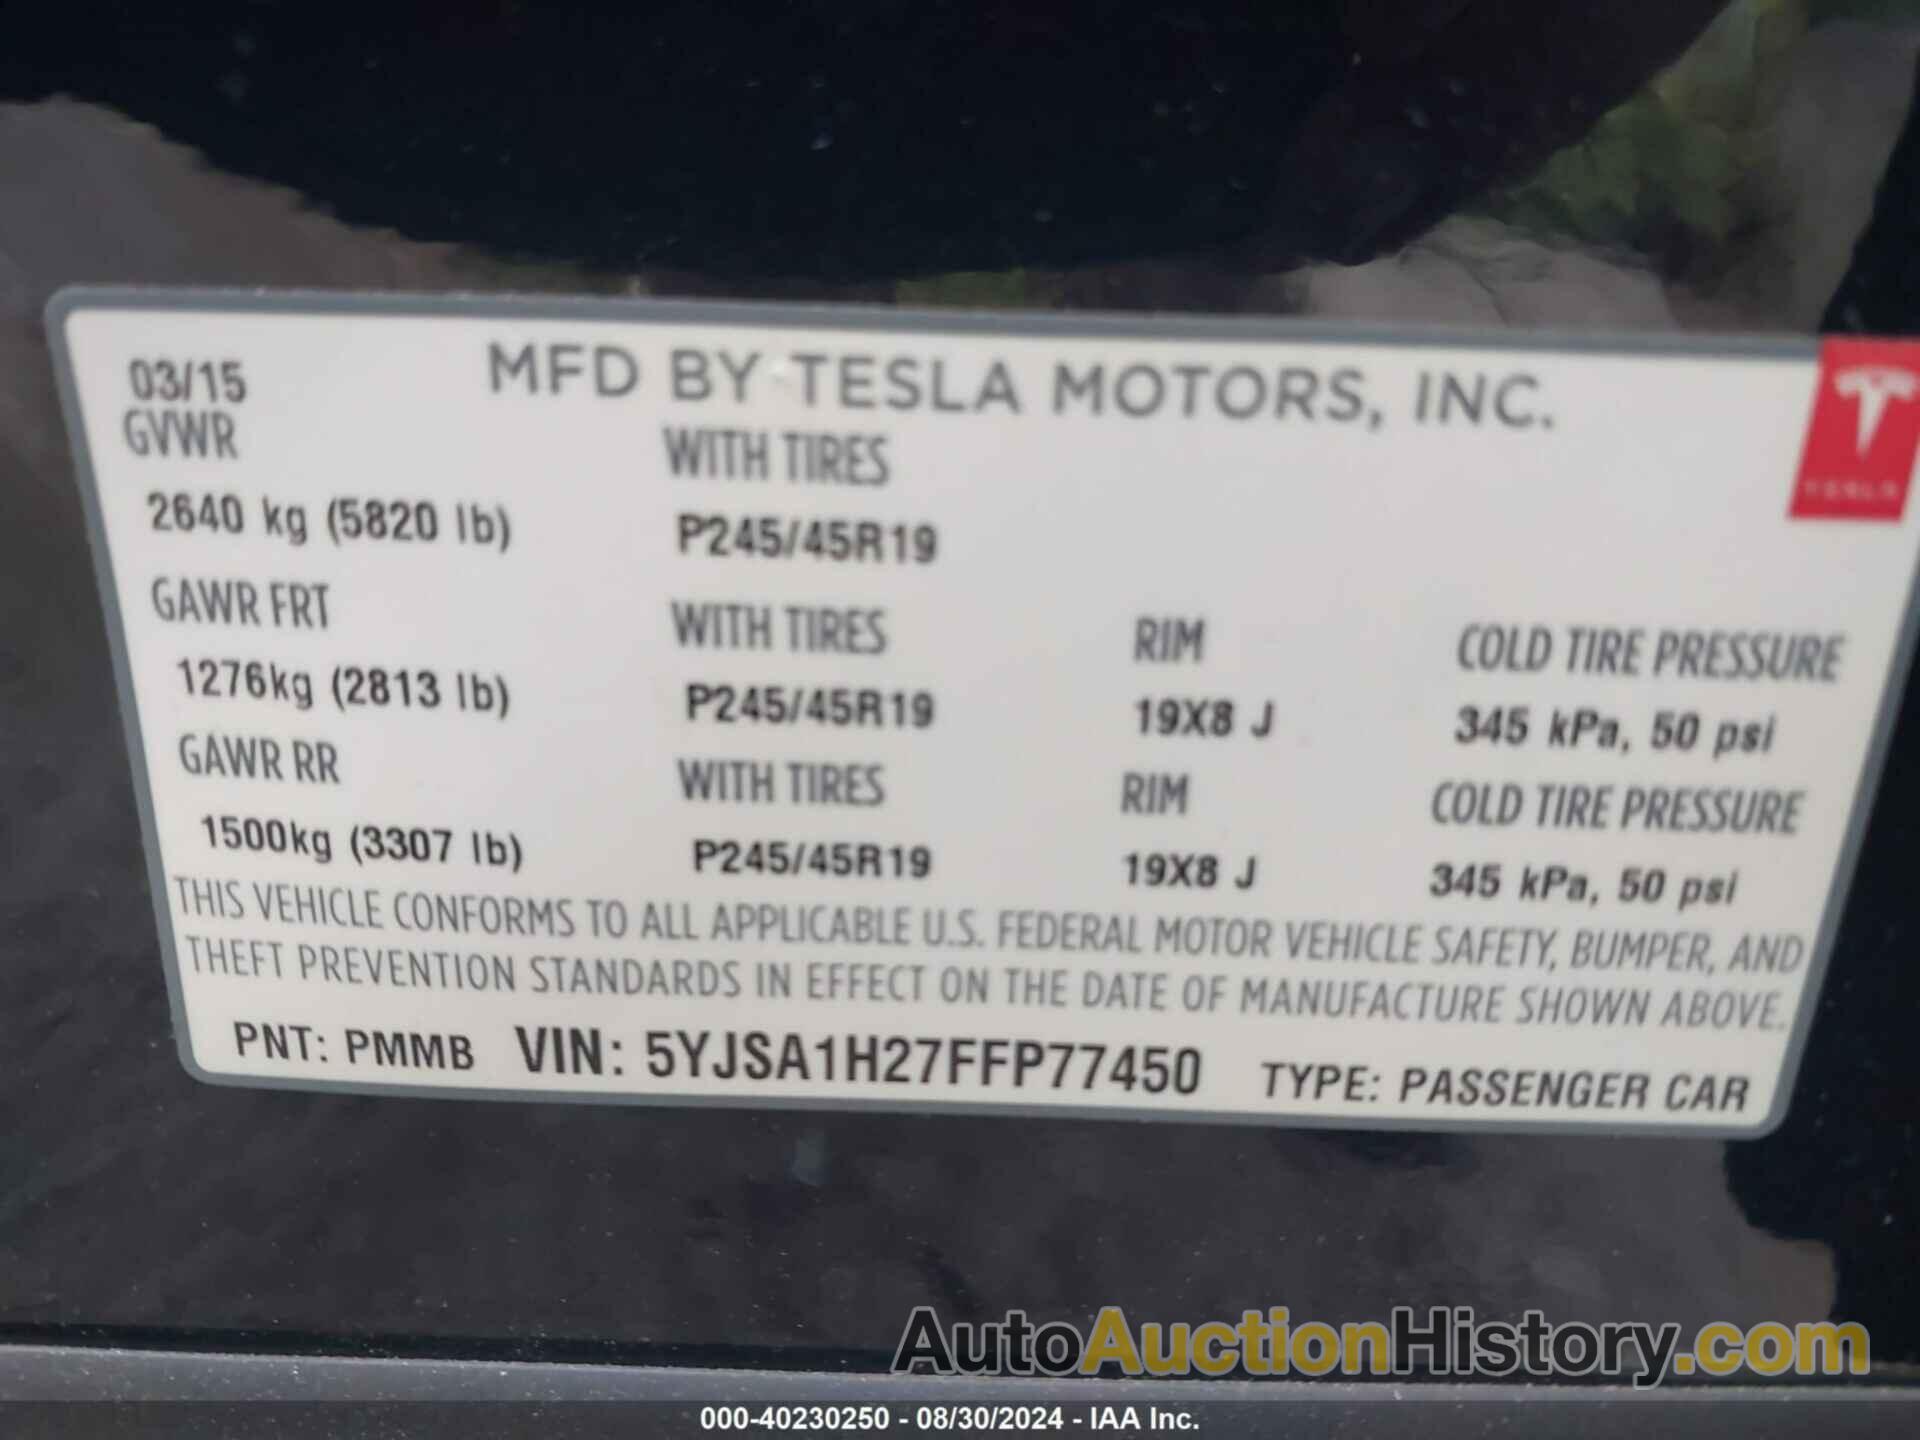 03/15 MFD BY TESLA MOTORS, INC.
TESLA
GVWR WITH TIRES
2640 kg (5820 lb) P245/45R19
GAWR FRT WITH TIRES RIM COLD TIRE PRESSURE
1276kg (2813 lb) P245/45R19 19X8 J 345 kPa, 50 psi
GAWR RR WITH TIRES RIM COLD TIRE PRESSURE
1500kg (3307 lb) P245/45R19 19X8 J 345 kPa, 50 psi
THIS VEHICLE CONFORMS TO ALL APPLICABLE U.S. FEDERAL MOTOR VEHICLE SAFETY, BUMPER, AND
THEFT PREVENTION STANDARDS IN EFFECT ON THE DATE OF MANUFACTURE SHOWN ABOVE.
PNT: PMMB VIN: 5YJSA1H27FFP77450 TYPE: PASSENGER CAR
AutoAuctionHistory.com
000-40230250 - 08/30/2024 - IAA Inc.